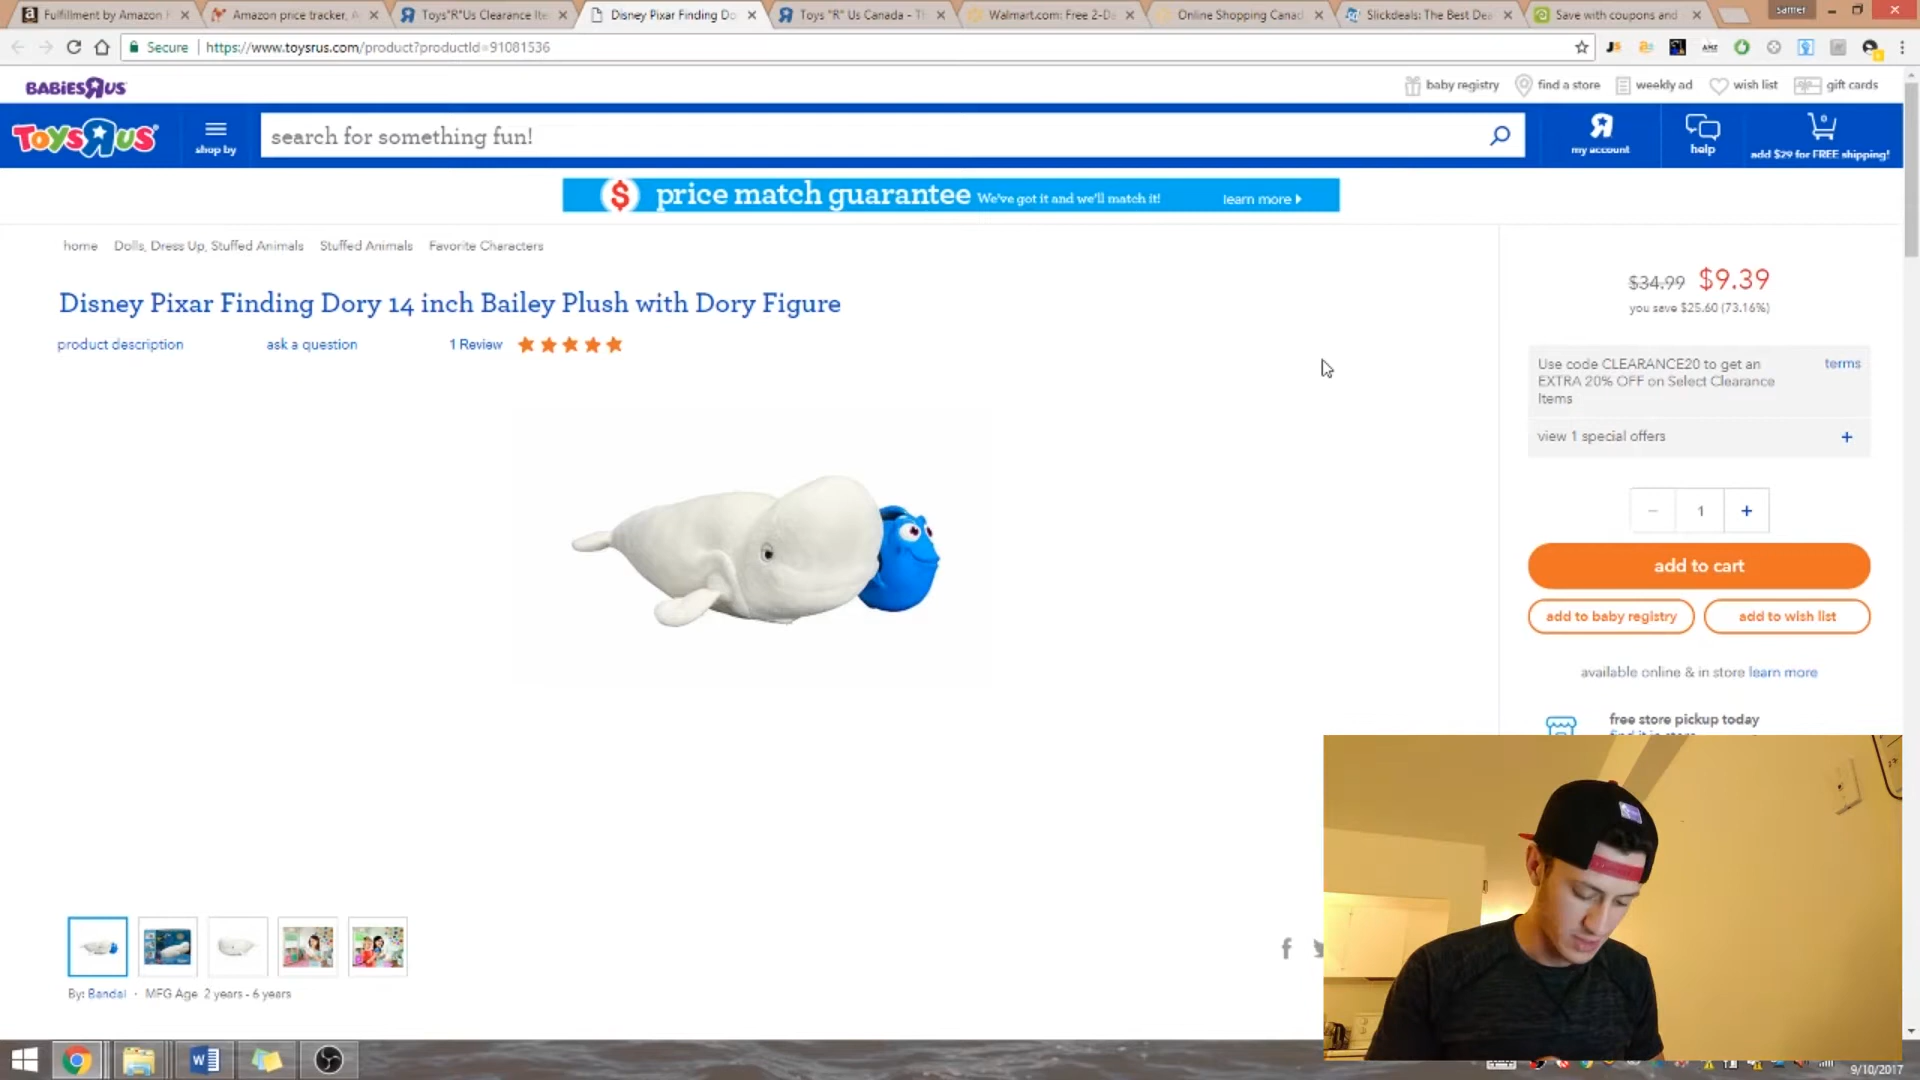 Fulfillment by Amazon F
Amazon price tracker, A
Toys"R"Us Clearance Ite
Disney Pixar Finding Do
Toys "R" Us Canada - T
Walmart.com: Free 2-D
Online Shopping Canad
Slickdeals: The Best De
Save with coupons and
samer
Secure
https://www.toysrus.com/product?productId=91081536
BABIESRUS
baby registry
find a store
weekly ad
wish list
gift cards
TOYSRUS
shop by
search for something fun!
my account
help
0
add $29 for FREE shipping!
$ price match guarantee We've got it and we'll match it! learn more
home Dolls, Dress Up, Stuffed Animals Stuffed Animals Favorite Characters
Disney Pixar Finding Dory 14 inch Bailey Plush with Dory Figure
product description
ask a question
1 Review
$34.99 $9.39
you save $25.60 (73.16%)
Use code CLEARANCE20 to get an
EXTRA 20% OFF on Select Clearance
Items
terms
view 1 special offers +
− 1 +
add to cart
add to baby registry
add to wish list
available online & in store learn more
free store pickup today
By: Bandai · MFG Age 2 years - 6 years
9/10/2017